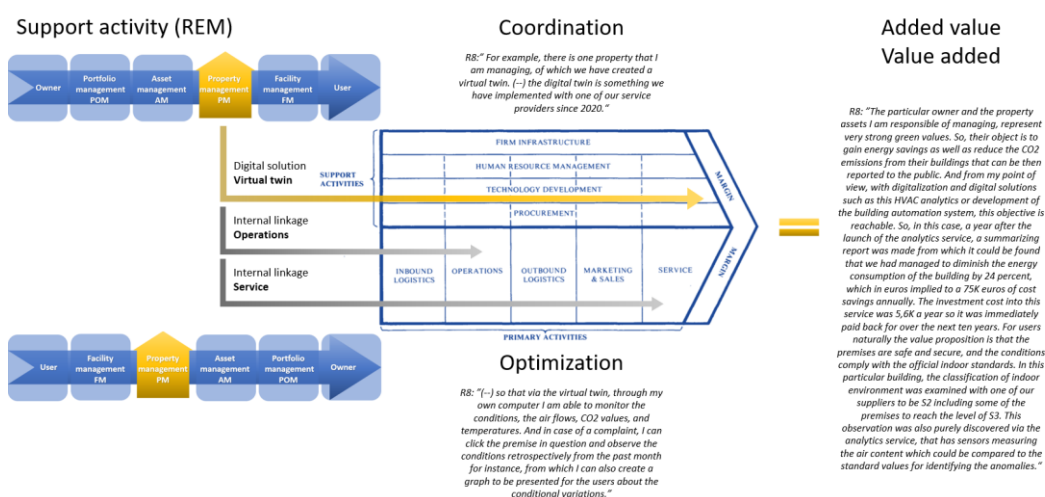 Support activity (REM)
Owner
Portfolio
management
POM
Asset
management
AM
Property
management
PM
Facility
management
FM
User
Coordination
R8:” For example, there is one property that I
am managing, of which we have created a
virtual twin. (--) the digital twin is something we
have implemented with one of our service
providers since 2020.“
Added value
Value added
R8: ”The particular owner and the property
assets I am responsible of managing, represent
very strong green values. So, their object is to
gain energy savings as well as reduce the CO2
emissions from their buildings that can be then
reported to the public. And from my point of
view, with digitalization and digital solutions
such as this HVAC analytics or development of
the building automation system, this objective is
reachable. So, in this case, a year after the
launch of the analytics service, a summarizing
report was made from which it could be found
that we had managed to diminish the energy
consumption of the building by 24 percent,
which in euros implied to a 75K euros of cost
savings annually. The investment cost into this
service was 5,6K a year so it was immediately
paid back for over the next ten years. For users
naturally the value proposition is that the
premises are safe and secure, and the conditions
comply with the official indoor standards. In this
particular building, the classification of indoor
environment was examined with one of our
suppliers to be S2 including some of the
premises to reach the level of S3. This
observation was also purely discovered via the
analytics service, that has sensors measuring
the air content which could be compared to the
standard values for identifying the anomalies.“
Digital solution
Virtual twin
Internal linkage
Operations
Internal linkage
Service
SUPPORT
ACTIVITIES
FIRM INFRASTRUCTURE
HUMAN RESOURCE MANAGEMENT
TECHNOLOGY DEVELOPMENT
PROCUREMENT
MARGIN
INBOUND
LOGISTICS
OPERATIONS
OUTBOUND
LOGISTICS
MARKETING
& SALES
SERVICE
MARGIN
PRIMARY ACTIVITIES
User
Facility
management
FM
Property
management
PM
Asset
management
AM
Portfolio
management
POM
Owner
Optimization
R8: ”(--) so that via the virtual twin, through my
own computer I am able to monitor the
conditions, the air flows, CO2 values, and
temperatures. And in case of a complaint, I can
click the premise in question and observe the
conditions retrospectively from the past month
for instance, from which I can also create a
graph to be presented for the users about the
conditional variations.”